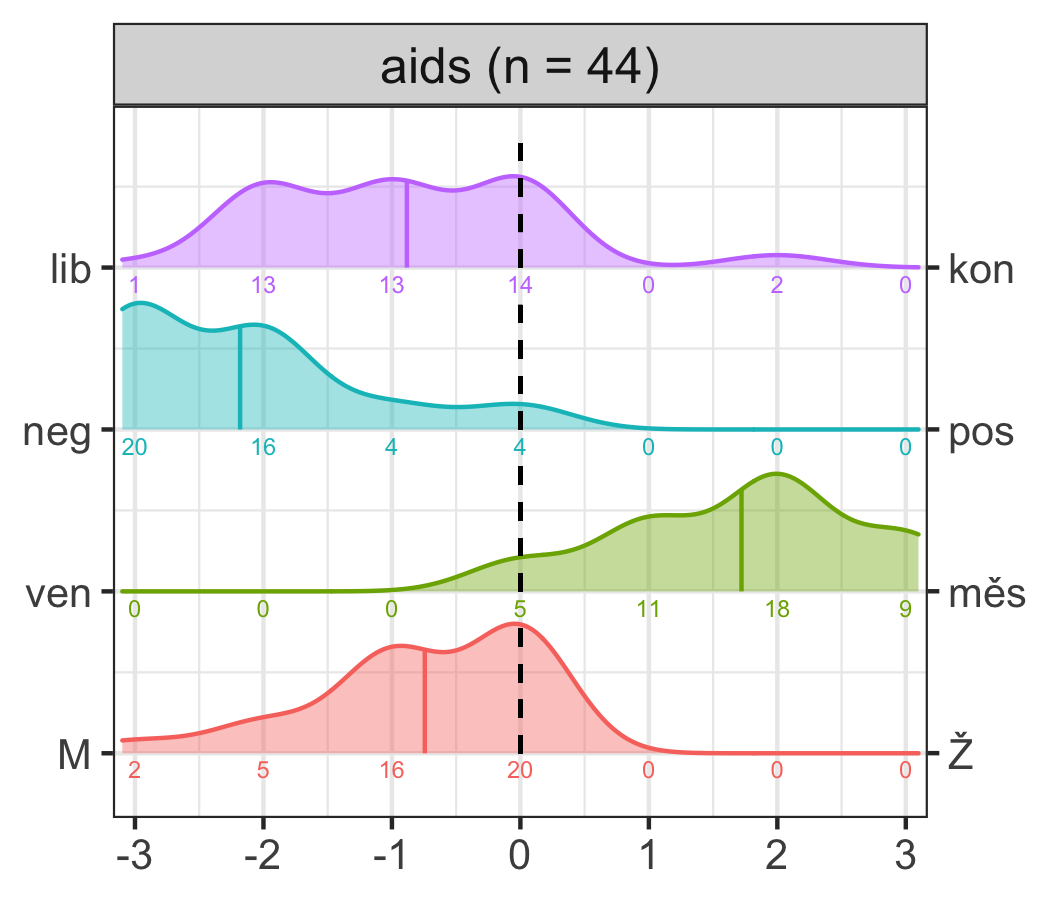 aids (n = 44)
lib kon
1 13 13 14 0 2 0
neg pos
20 16 4 4 0 0 0
ven měs
0 0 0 5 11 18 9
M Ž
2 5 16 20 0 0 0
-3 -2 -1 0 1 2 3